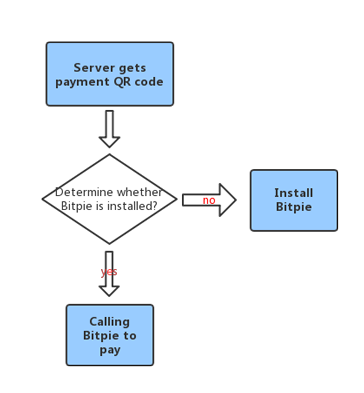 Server gets
payment QR code
Determine whether
Bitpie is installed?
no
Install
Bitpie
yes
Calling
Bitpie to
pay